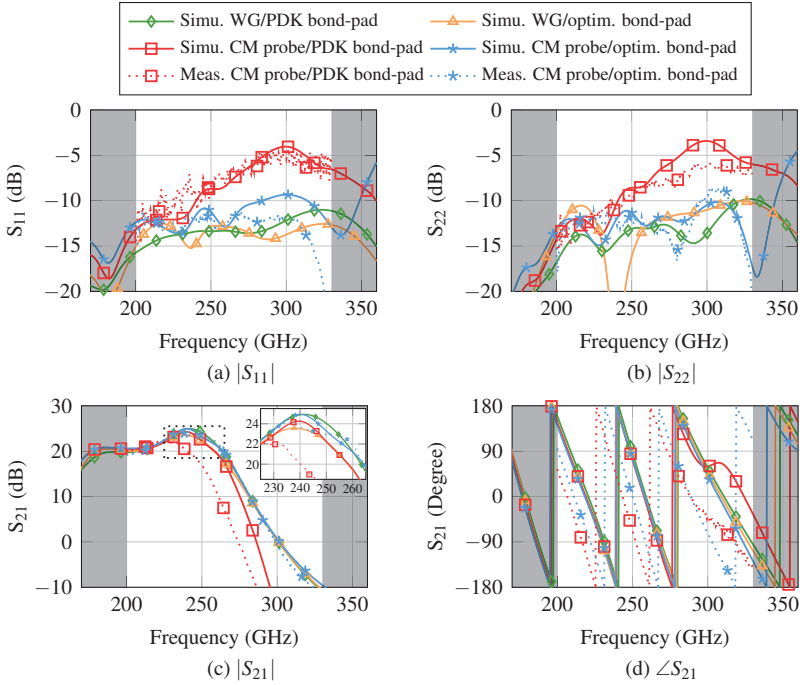 Simu. WG/PDK bond-pad
Simu. WG/optim. bond-pad
Simu. CM probe/PDK bond-pad
Simu. CM probe/optim. bond-pad
Meas. CM probe/PDK bond-pad
Meas. CM probe/optim. bond-pad
0
−5
−10
−15
−20
S11 (dB)
200 250 300 350
Frequency (GHz)
(a) |S11|
0
−5
−10
−15
−20
S22 (dB)
200 250 300 350
Frequency (GHz)
(b) |S22|
30
20
10
0
−10
S21 (dB)
24
22
20
230 240 250 260
200 250 300 350
Frequency (GHz)
(c) |S21|
180
90
0
−90
−180
S21 (Degree)
200 250 300 350
Frequency (GHz)
(d) ∠S21